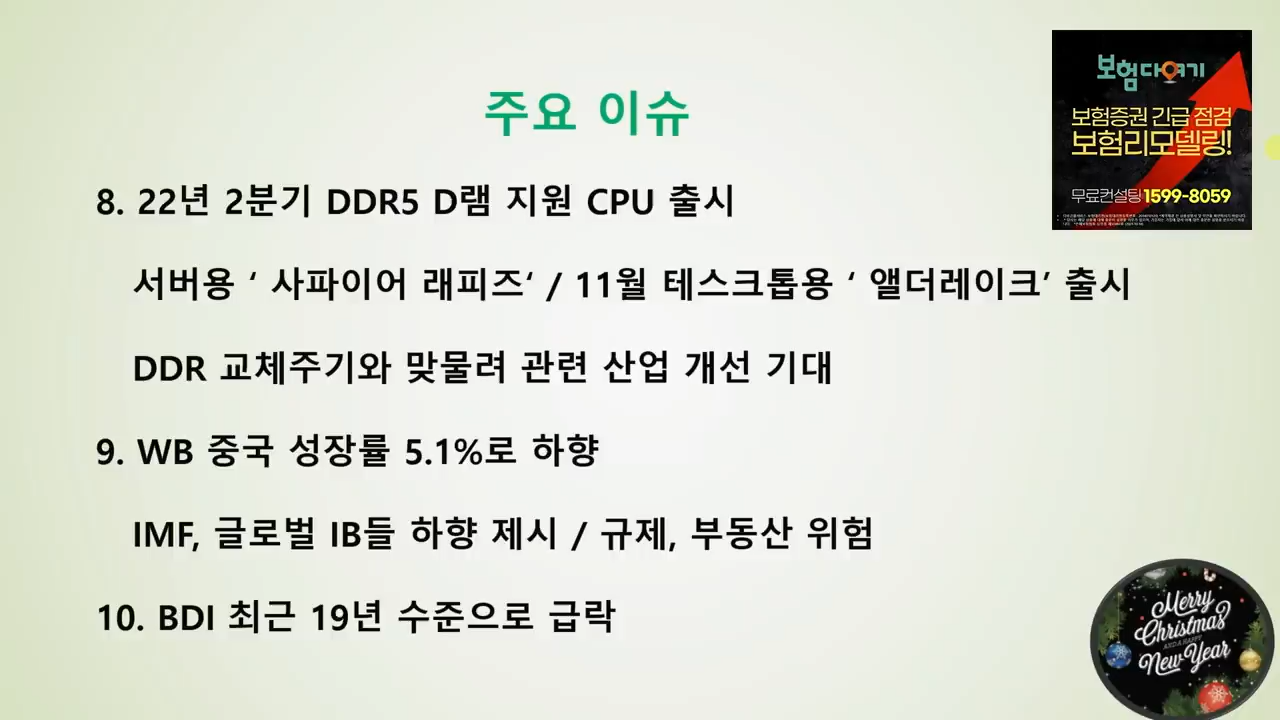 주요 이슈
8. 22년 2분기 DDR5 D램 지원 CPU 출시
서버용 ‘ 사파이어 래피즈‘ / 11월 테스크톱용 ‘ 앨더레이크’ 출시
DDR 교체주기와 맞물려 관련 산업 개선 기대
9. WB 중국 성장률 5.1%로 하향
IMF, 글로벌 IB들 하향 제시 / 규제, 부동산 위험
10. BDI 최근 19년 수준으로 급락
보험다여기
보험증권 긴급 점검
보험리모델링!
무료컨설팅 1599-8059
Merry
Christmas
AND A HAPPY
New Year